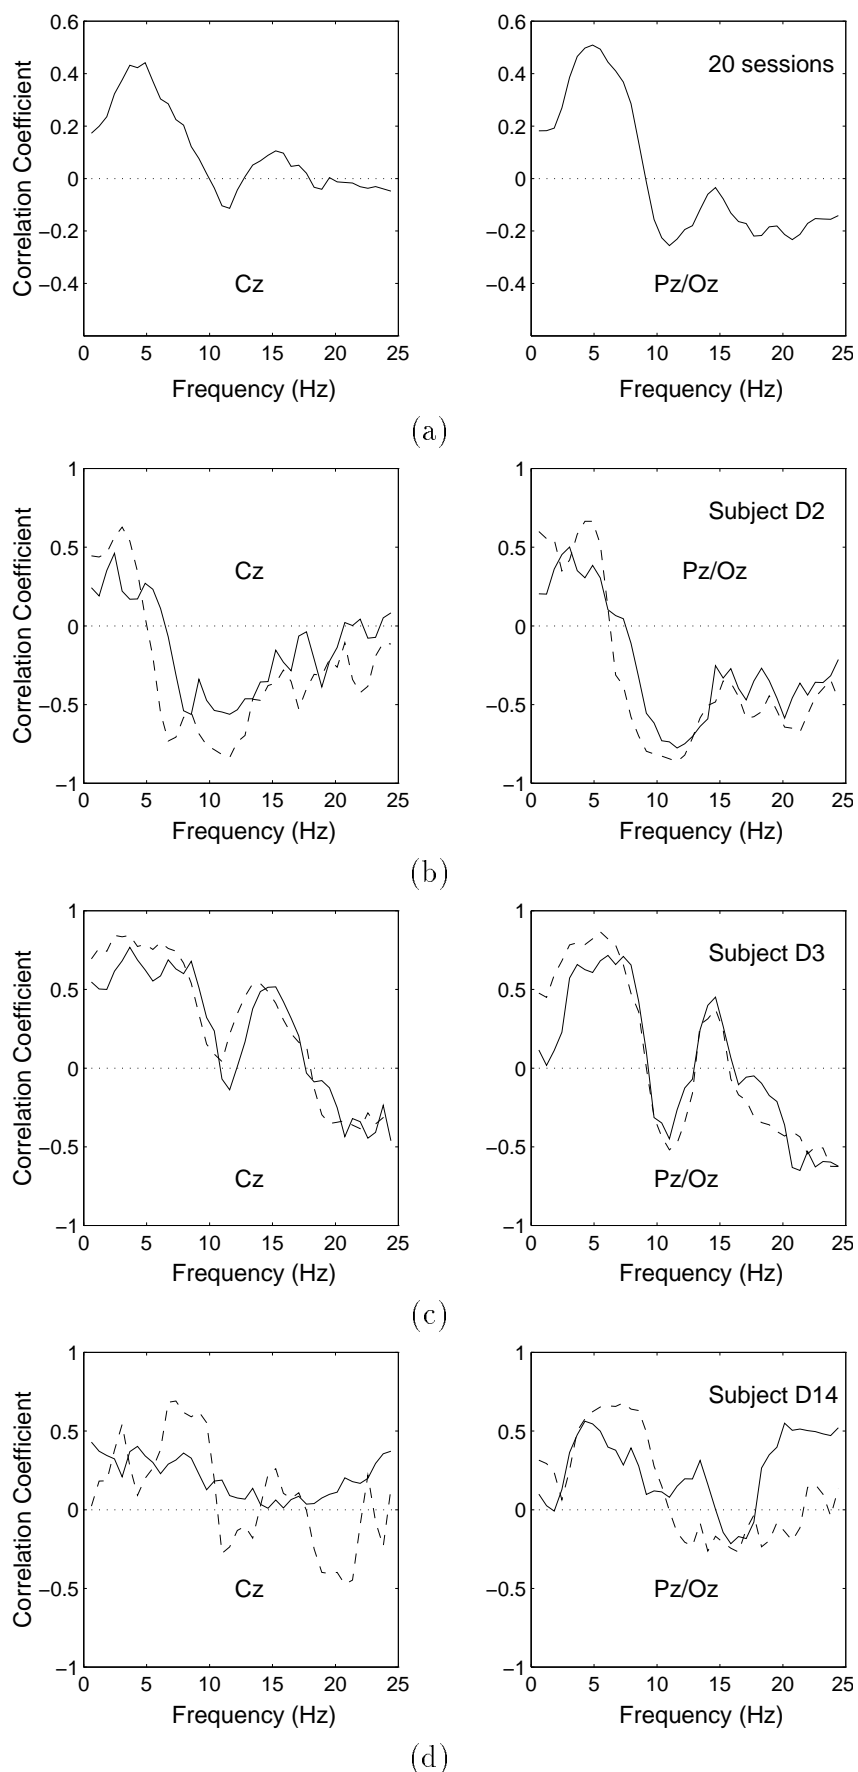 0.6
0.4
0.2
0
−0.2
−0.4
Correlation Coefficient
Cz
0 5 10 15 20 25
Frequency (Hz)
0.6
0.4
0.2
0
−0.2
−0.4
20 sessions
Pz/Oz
0 5 10 15 20 25
Frequency (Hz)
(a)
1
0.5
0
−0.5
−1
Correlation Coefficient
Cz
0 5 10 15 20 25
Frequency (Hz)
1
0.5
0
−0.5
−1
Subject D2
Pz/Oz
0 5 10 15 20 25
Frequency (Hz)
(b)
1
0.5
0
−0.5
−1
Correlation Coefficient
Cz
0 5 10 15 20 25
Frequency (Hz)
1
0.5
0
−0.5
−1
Subject D3
Pz/Oz
0 5 10 15 20 25
Frequency (Hz)
(c)
1
0.5
0
−0.5
−1
Correlation Coefficient
Cz
0 5 10 15 20 25
Frequency (Hz)
1
0.5
0
−0.5
−1
Subject D14
Pz/Oz
0 5 10 15 20 25
Frequency (Hz)
(d)